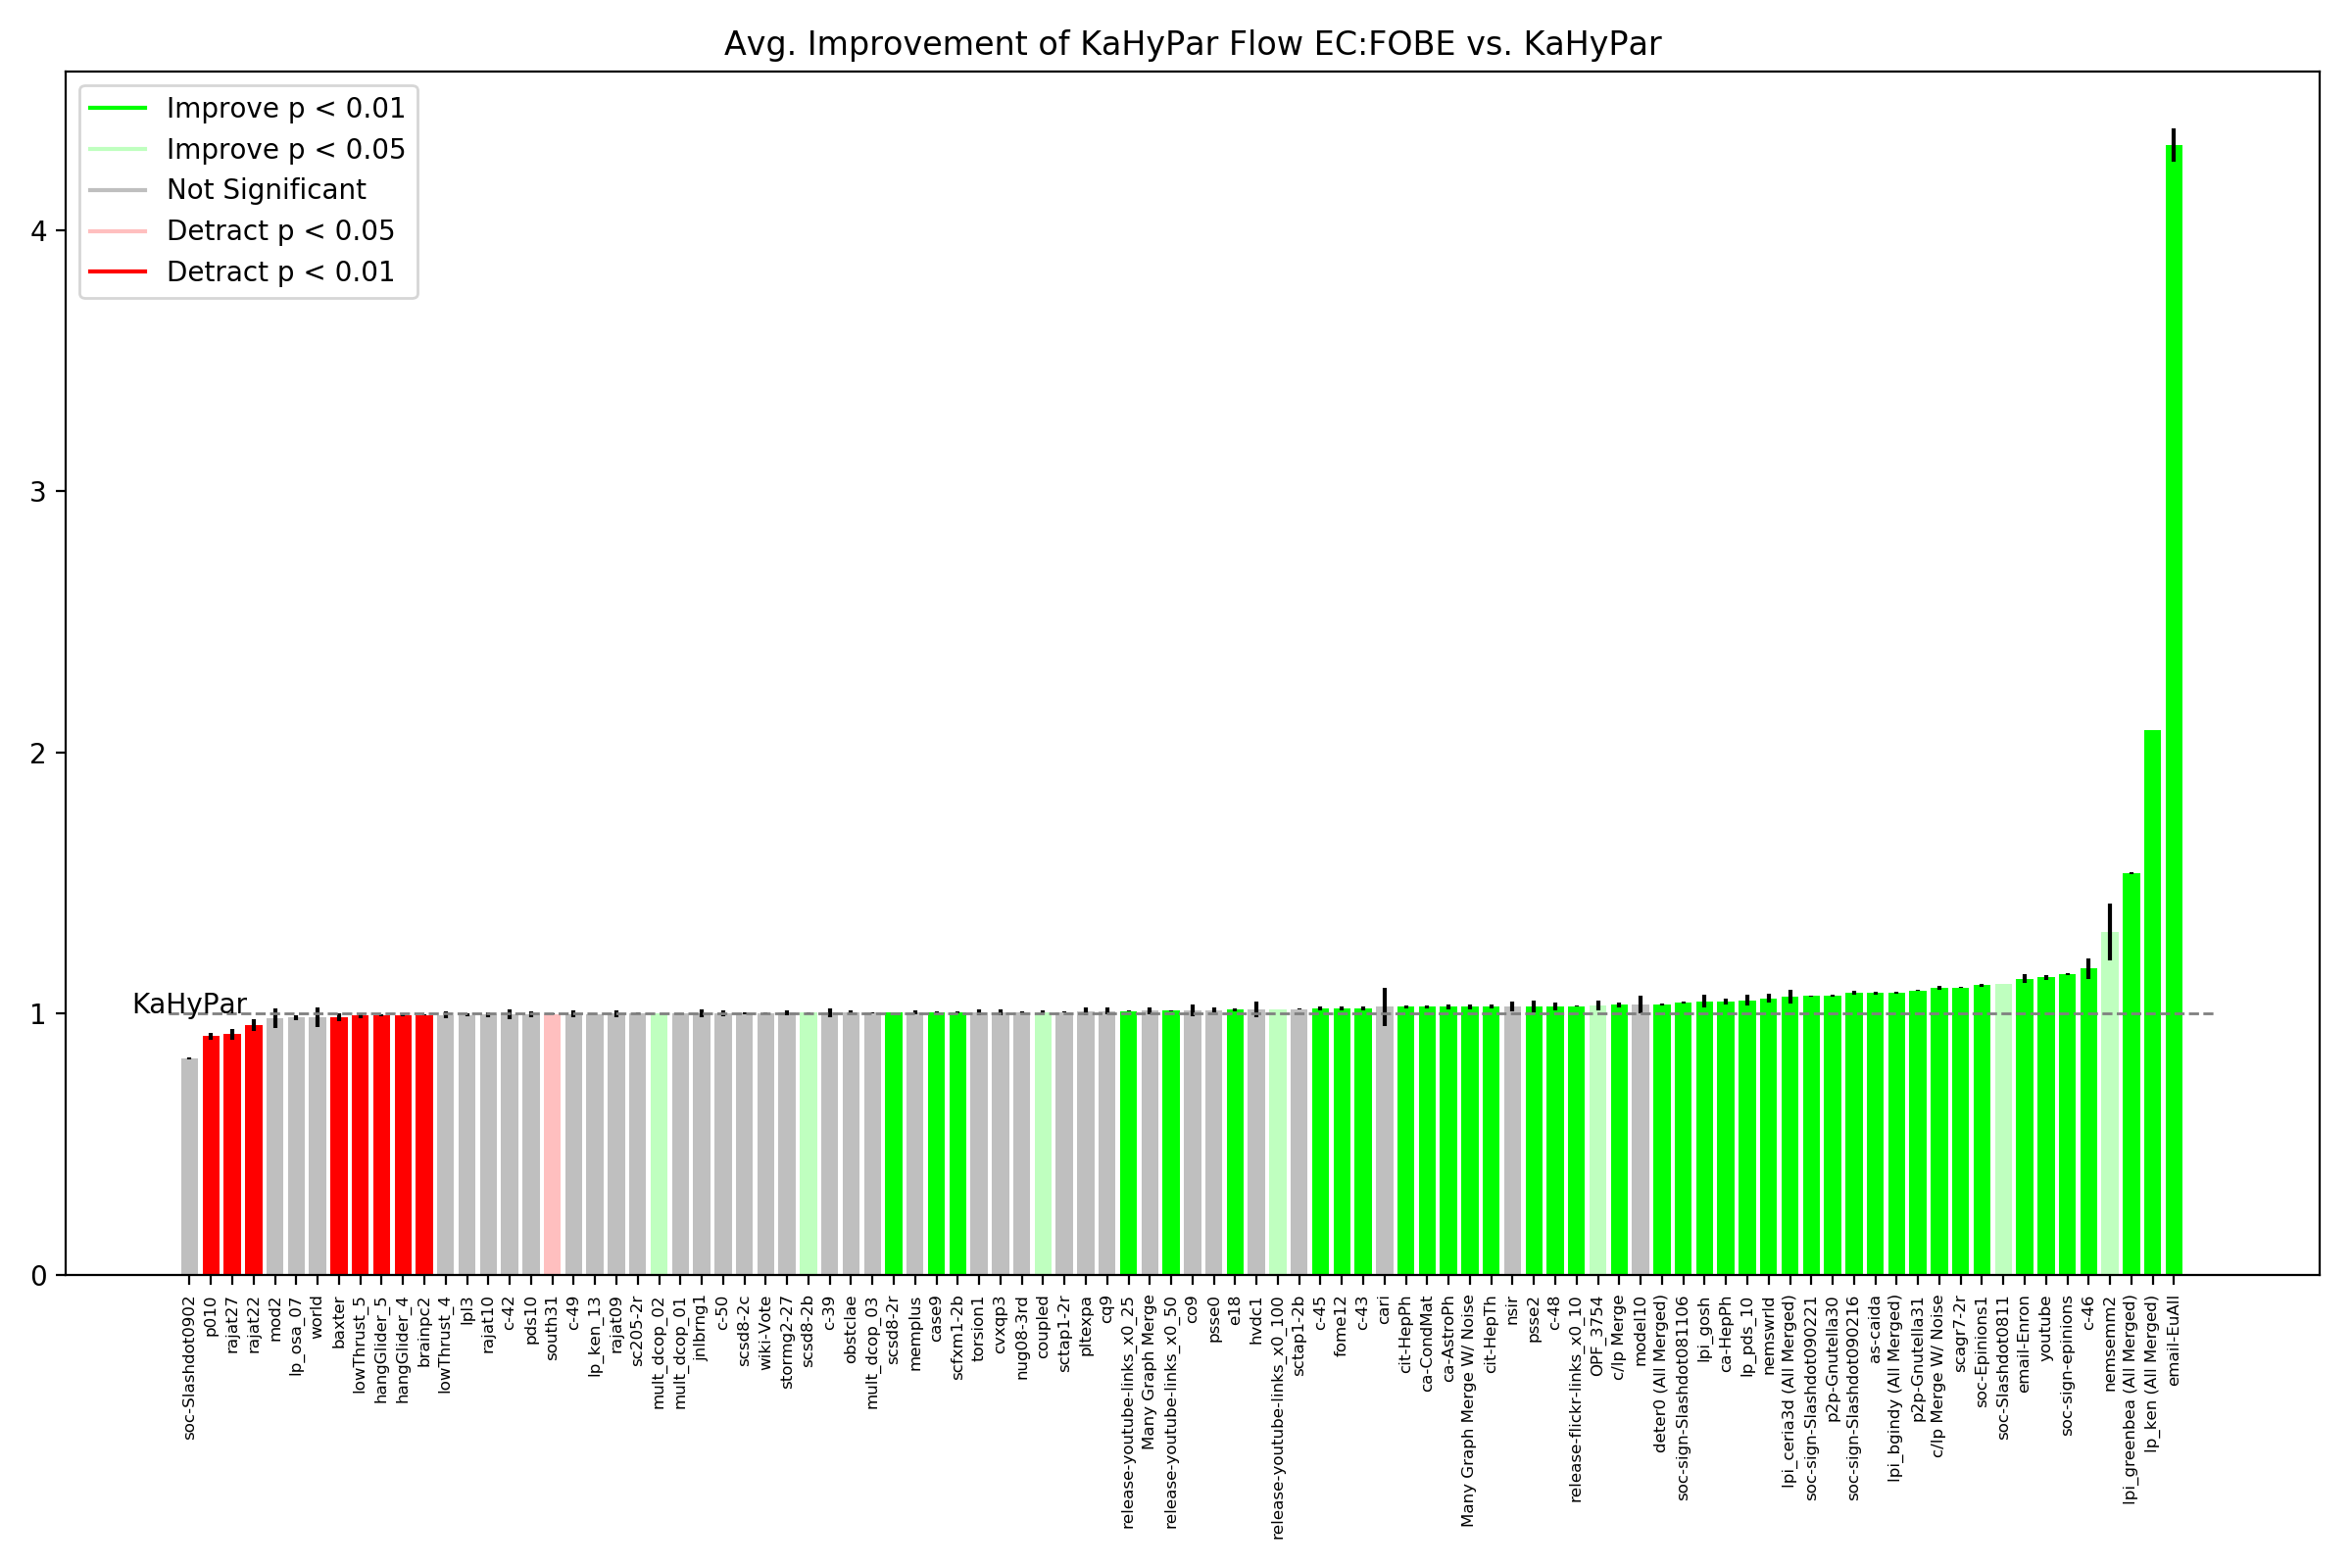 Avg. Improvement of KaHyPar Flow EC:FOBE vs. KaHyPar
Improve p < 0.01
Improve p < 0.05
Not Significant
Detract p < 0.05
Detract p < 0.01
4
3
2
1
0
KaHyPar
soc-Slashdot0902
p010
rajat27
rajat22
mod2
lp_osa_07
world
baxter
lowThrust_5
hangGlider_5
hangGlider_4
brainpc2
lowThrust_4
lpl3
rajat10
c-42
pds10
south31
c-49
lp_ken_13
rajat09
sc205-2r
mult_dcop_02
mult_dcop_01
jnlbrng1
c-50
scsd8-2c
wiki-Vote
stormg2-27
scsd8-2b
c-39
obstclae
mult_dcop_03
scsd8-2r
memplus
case9
scfxm1-2b
torsion1
cvxqp3
nug08-3rd
coupled
sctap1-2r
pltexpa
cq9
release-youtube-links_x0_25
Many Graph Merge
release-youtube-links_x0_50
co9
psse0
e18
hvdc1
release-youtube-links_x0_100
sctap1-2b
c-45
fome12
c-43
cari
cit-HepPh
ca-CondMat
ca-AstroPh
Many Graph Merge W/ Noise
cit-HepTh
nsir
psse2
c-48
release-flickr-links_x0_10
OPF_3754
c/lp Merge
model10
deter0 (All Merged)
soc-sign-Slashdot081106
lpi_gosh
ca-HepPh
lp_pds_10
nemswrld
lpi_ceria3d (All Merged)
soc-sign-Slashdot090221
p2p-Gnutella30
soc-sign-Slashdot090216
as-caida
lpi_bgindy (All Merged)
p2p-Gnutella31
c/lp Merge W/ Noise
scagr7-2r
soc-Epinions1
soc-Slashdot0811
email-Enron
youtube
soc-sign-epinions
c-46
nemsemm2
lpi_greenbea (All Merged)
lp_ken (All Merged)
email-EuAll